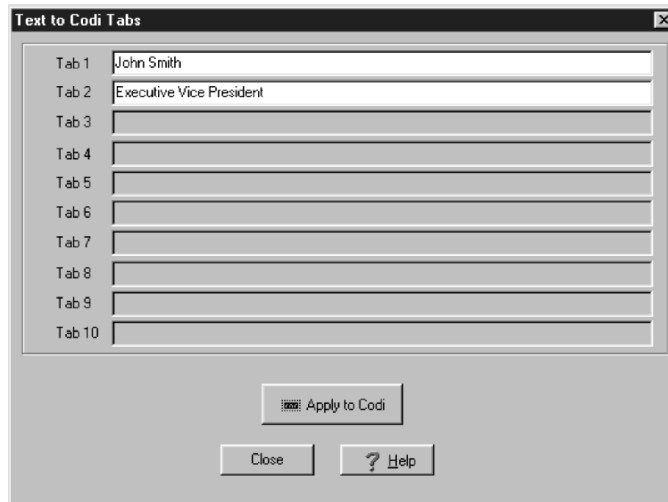 Text to Codi Tabs
Tab 1 John Smith
Tab 2 Executive Vice President
Tab 3
Tab 4
Tab 5
Tab 6
Tab 7
Tab 8
Tab 9
Tab 10
Apply to Codi
Close ? Help